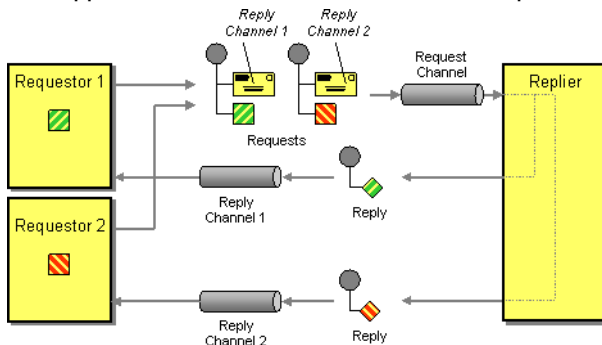 Reply
Channel 1
Reply
Channel 2
Request
Channel
Requestor 1
Replier
Requests
Reply
Channel 1
Reply
Requestor 2
Reply
Channel 2
Reply